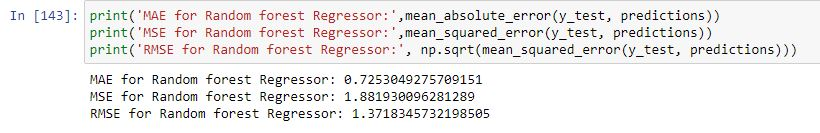 In [143]: print('MAE for Random forest Regressor:',mean_absolute_error(y_test, predictions))
print('MSE for Random forest Regressor:',mean_squared_error(y_test, predictions))
print('RMSE for Random forest Regressor:', np.sqrt(mean_squared_error(y_test, predictions)))
MAE for Random forest Regressor: 0.7253049275709151
MSE for Random forest Regressor: 1.881930096281289
RMSE for Random forest Regressor: 1.3718345732198505